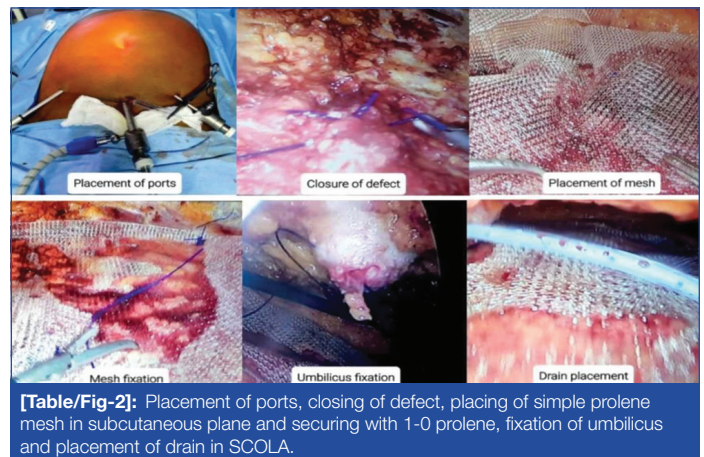 Placement of ports
Closure of defect
Placement of mesh
Mesh fixation
Umbilicus fixation
Drain placement
[Table/Fig-2]: Placement of ports, closing of defect, placing of simple prolene
mesh in subcutaneous plane and securing with 1-0 prolene, fixation of umbilicus
and placement of drain in SCOLA.